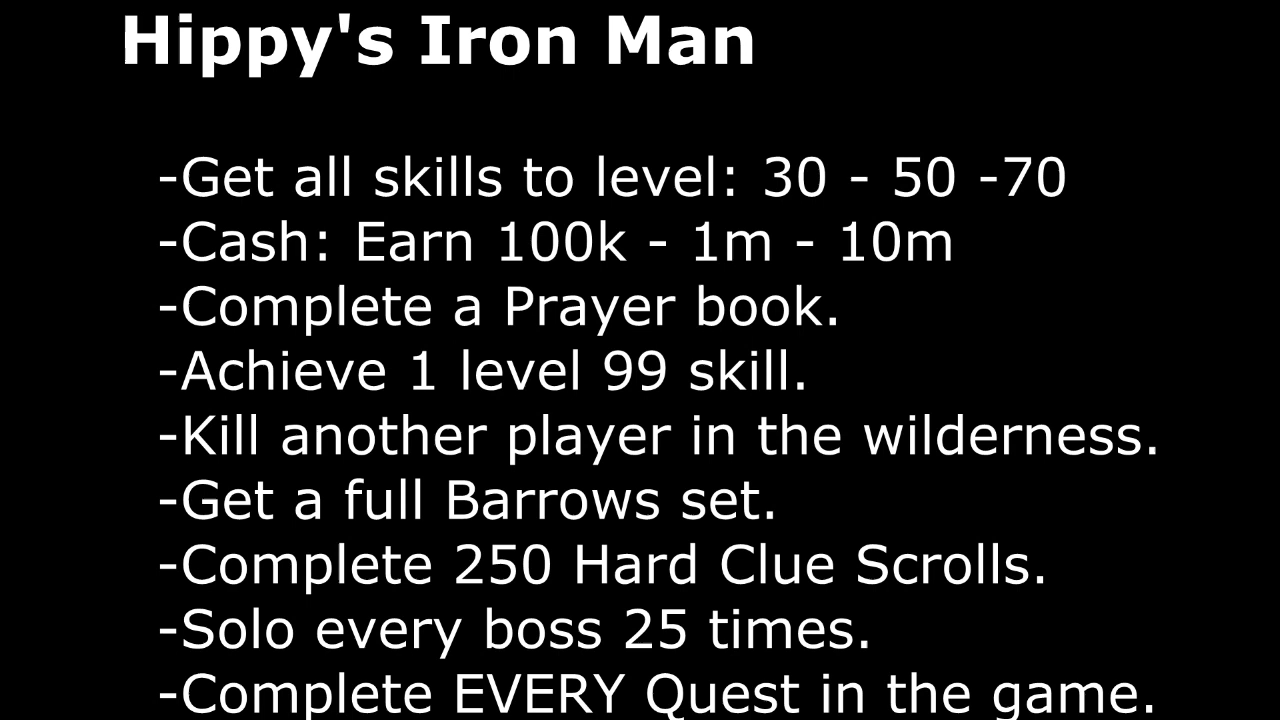 Hippy's Iron Man
-Get all skills to level: 30 - 50 -70
-Cash: Earn 100k - 1m - 10m
-Complete a Prayer book.
-Achieve 1 level 99 skill.
-Kill another player in the wilderness.
-Get a full Barrows set.
-Complete 250 Hard Clue Scrolls.
-Solo every boss 25 times.
-Complete EVERY Quest in the game.